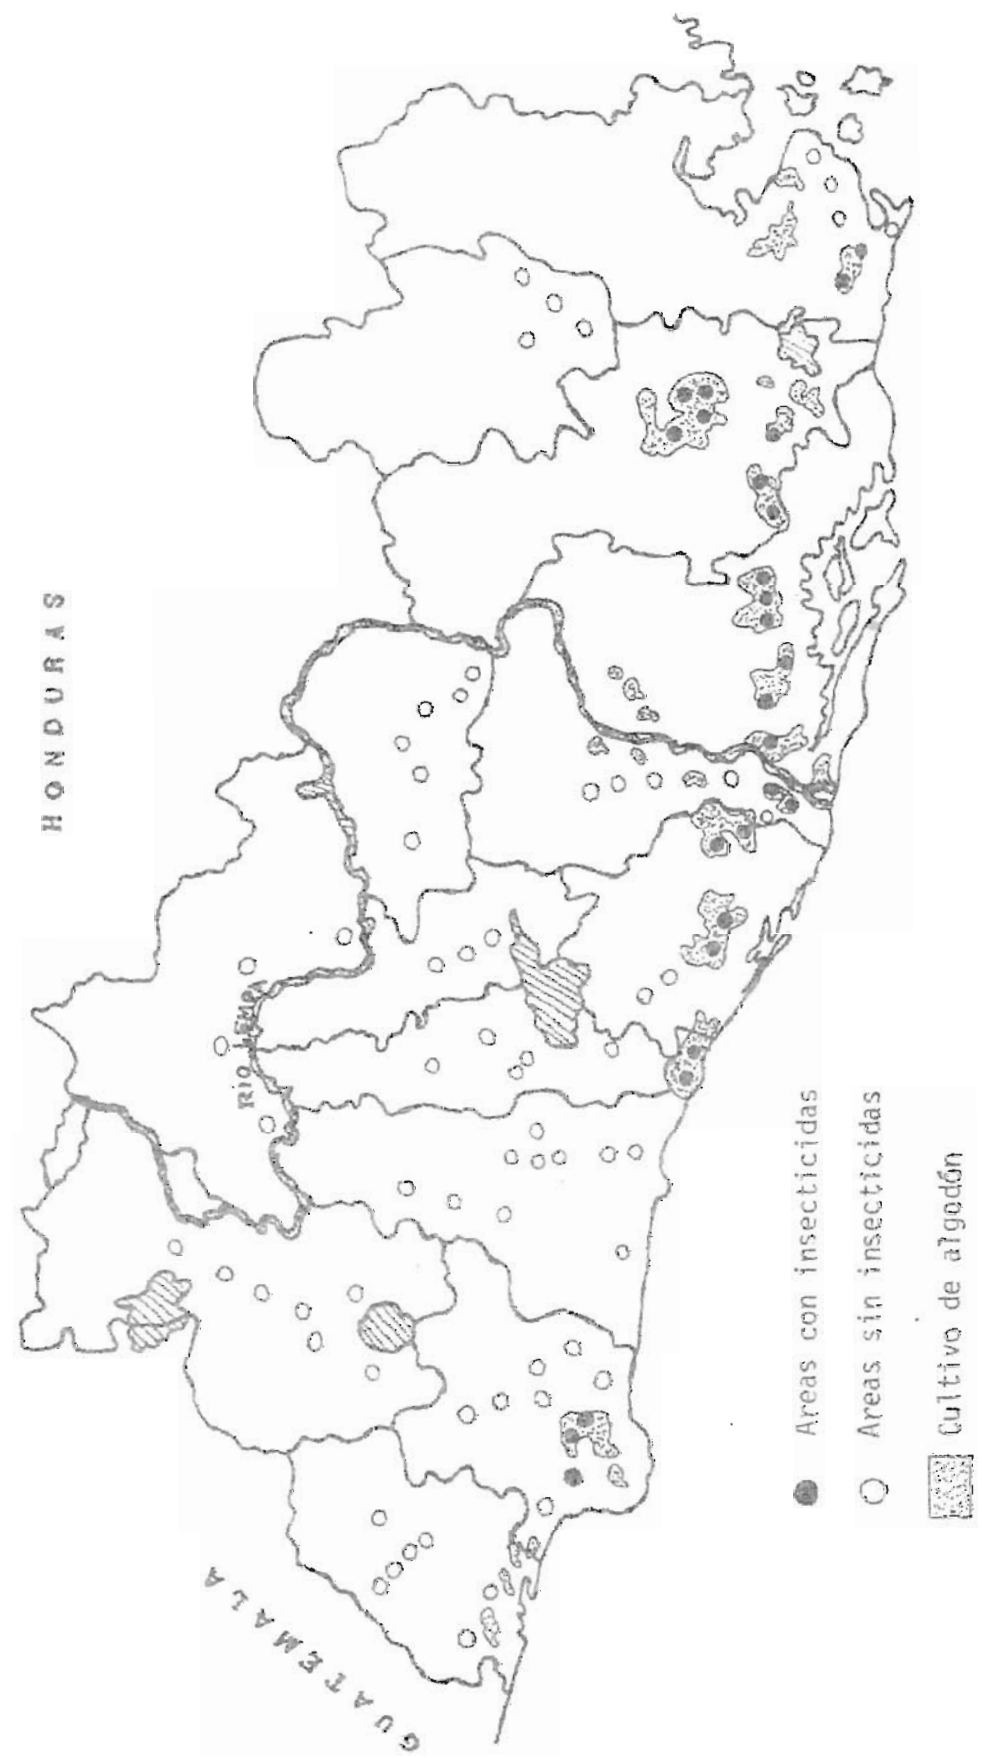 HONDURAS
GUATEMALA
RIO LEMPA
Areas con insecticidas
Areas sin insecticidas
Cultivo de algodón